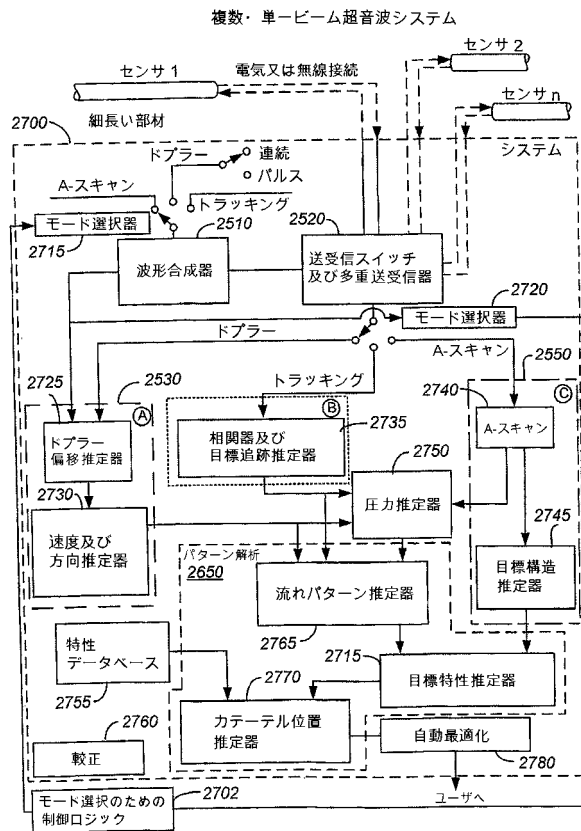 複数・単一ビーム超音波システム
センサ 1
電気又は無線接続
センサ 2
センサ n
細長い部材
2700
システム
ドプラー
連続
パルス
A-スキャン
トラッキング
モード選択器
2715
2510
波形合成器
2520
送受信スイッチ
及び多重送受信器
2720
モード選択器
ドプラー
A-スキャン
トラッキング
2550
2725
2530
A
ドプラー
偏移推定器
B
2735
相関器及び
目標追跡推定器
2740
C
A-スキャン
2730
速度及び
方向推定器
2750
圧力推定器
2745
目標構造
推定器
パターン解析
2650
流れパターン推定器
2765
特性
データベース
2755
2715
目標特性推定器
2770
カテーテル位置
推定器
2760
較正
自動最適化
2780
モード選択のための
制御ロジック
2702
ユーザへ